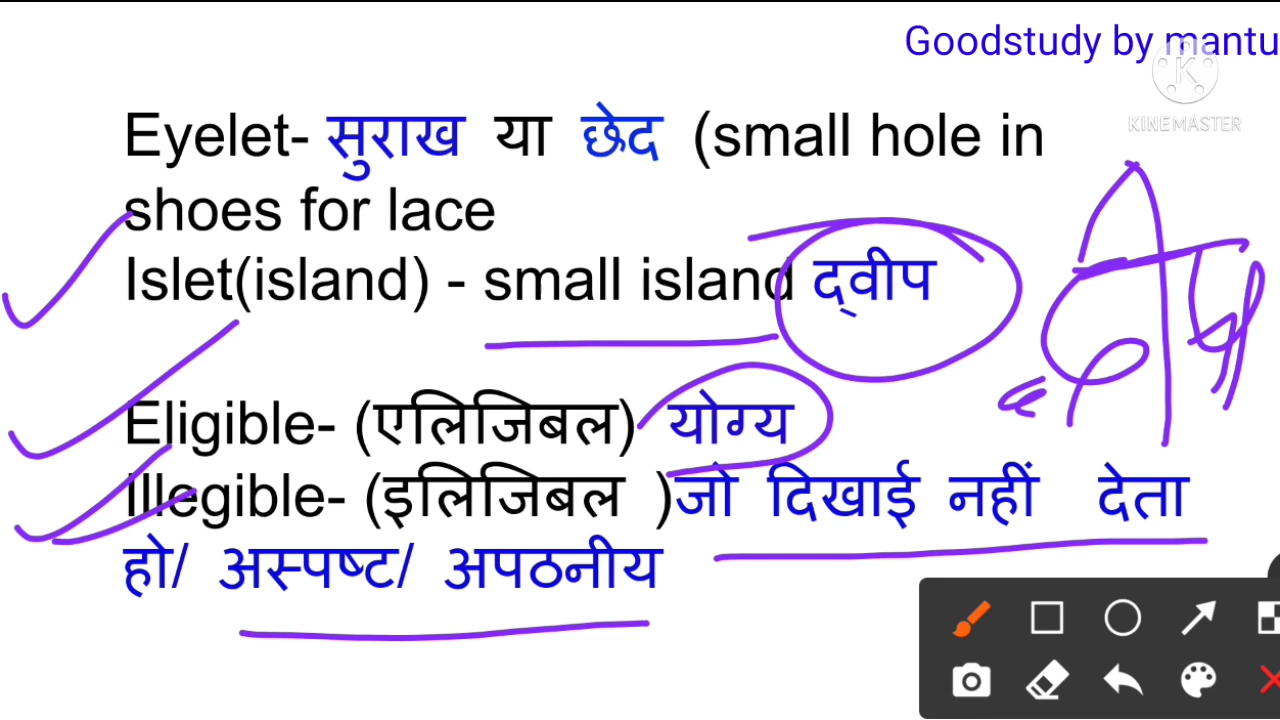 Goodstudy by mantu
KINEMASTER
Eyelet- सुराख या छेद (small hole in
shoes for lace
Islet(island) - small island द्वीप
Eligible- (एलिजिबल) योग्य
Illegible- (इलिजिबल )जो दिखाई नहीं देता
हो/ अस्पष्ट/ अपठनीय